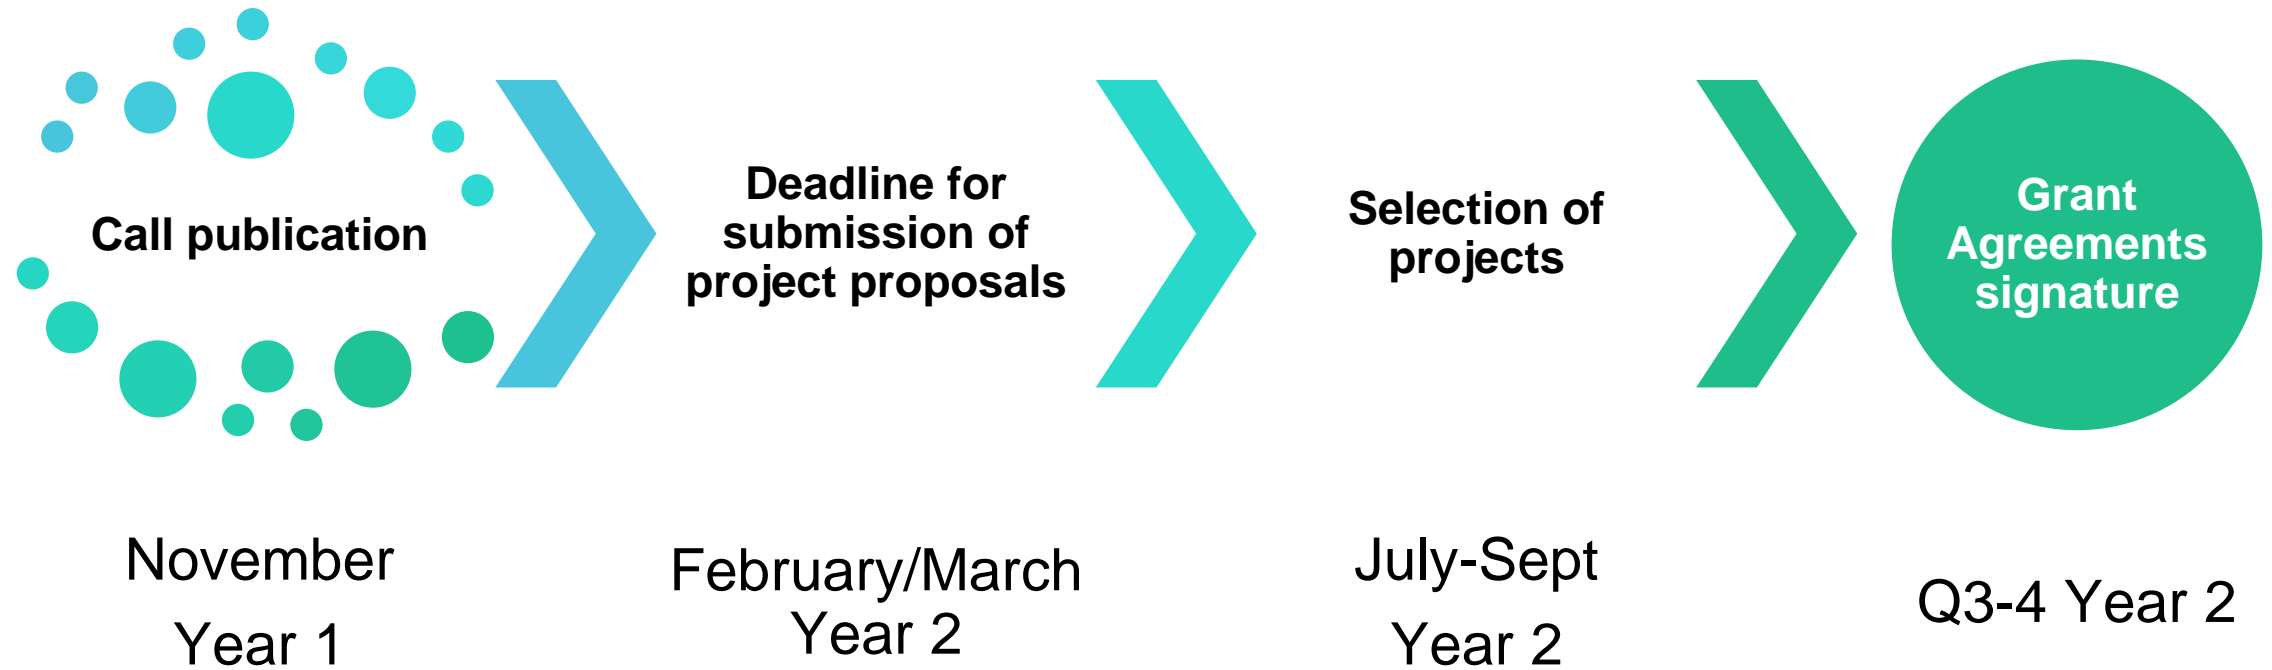 Call publication
Deadline for
submission of
project proposals
Selection of
projects
Grant
Agreements
signature
November
Year 1
February/March
Year 2
July-Sept
Year 2
Q3-4 Year 2